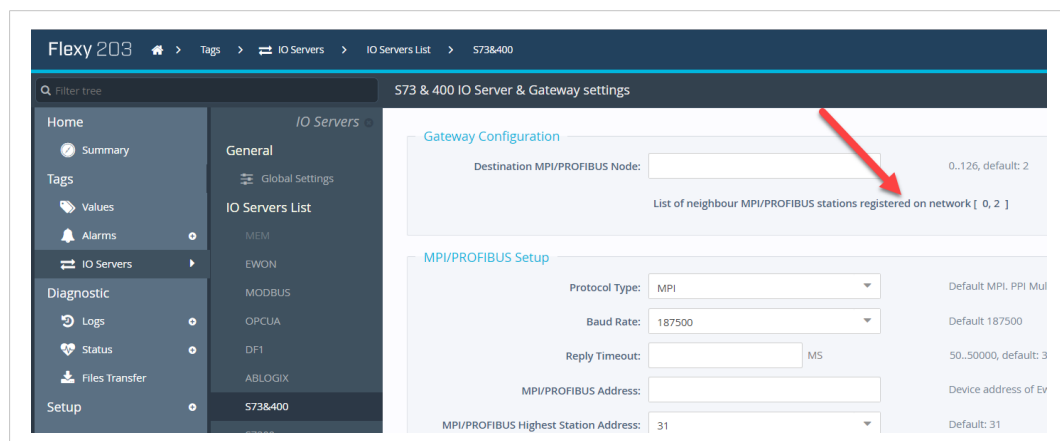 Flexy 203 > Tags > IO Servers > IO Servers List > S73&400
Filter tree
S73 & 400 IO Server & Gateway settings
Home
Summary
Tags
Values
Alarms
IO Servers
Diagnostic
Logs
Status
Files Transfer
Setup
IO Servers
General
Global Settings
IO Servers List
MEM
EWON
MODBUS
OPCUA
DF1
ABLOGIX
S73&400
Gateway Configuration
Destination MPI/PROFIBUS Node: 0..126, default: 2
List of neighbour MPI/PROFIBUS stations registered on network [ 0, 2 ]
MPI/PROFIBUS Setup
Protocol Type: MPI Default MPI. PPI Mul
Baud Rate: 187500 Default 187500
Reply Timeout: MS 50..50000, default: 3
MPI/PROFIBUS Address: Device address of Ew
MPI/PROFIBUS Highest Station Address: 31 Default: 31